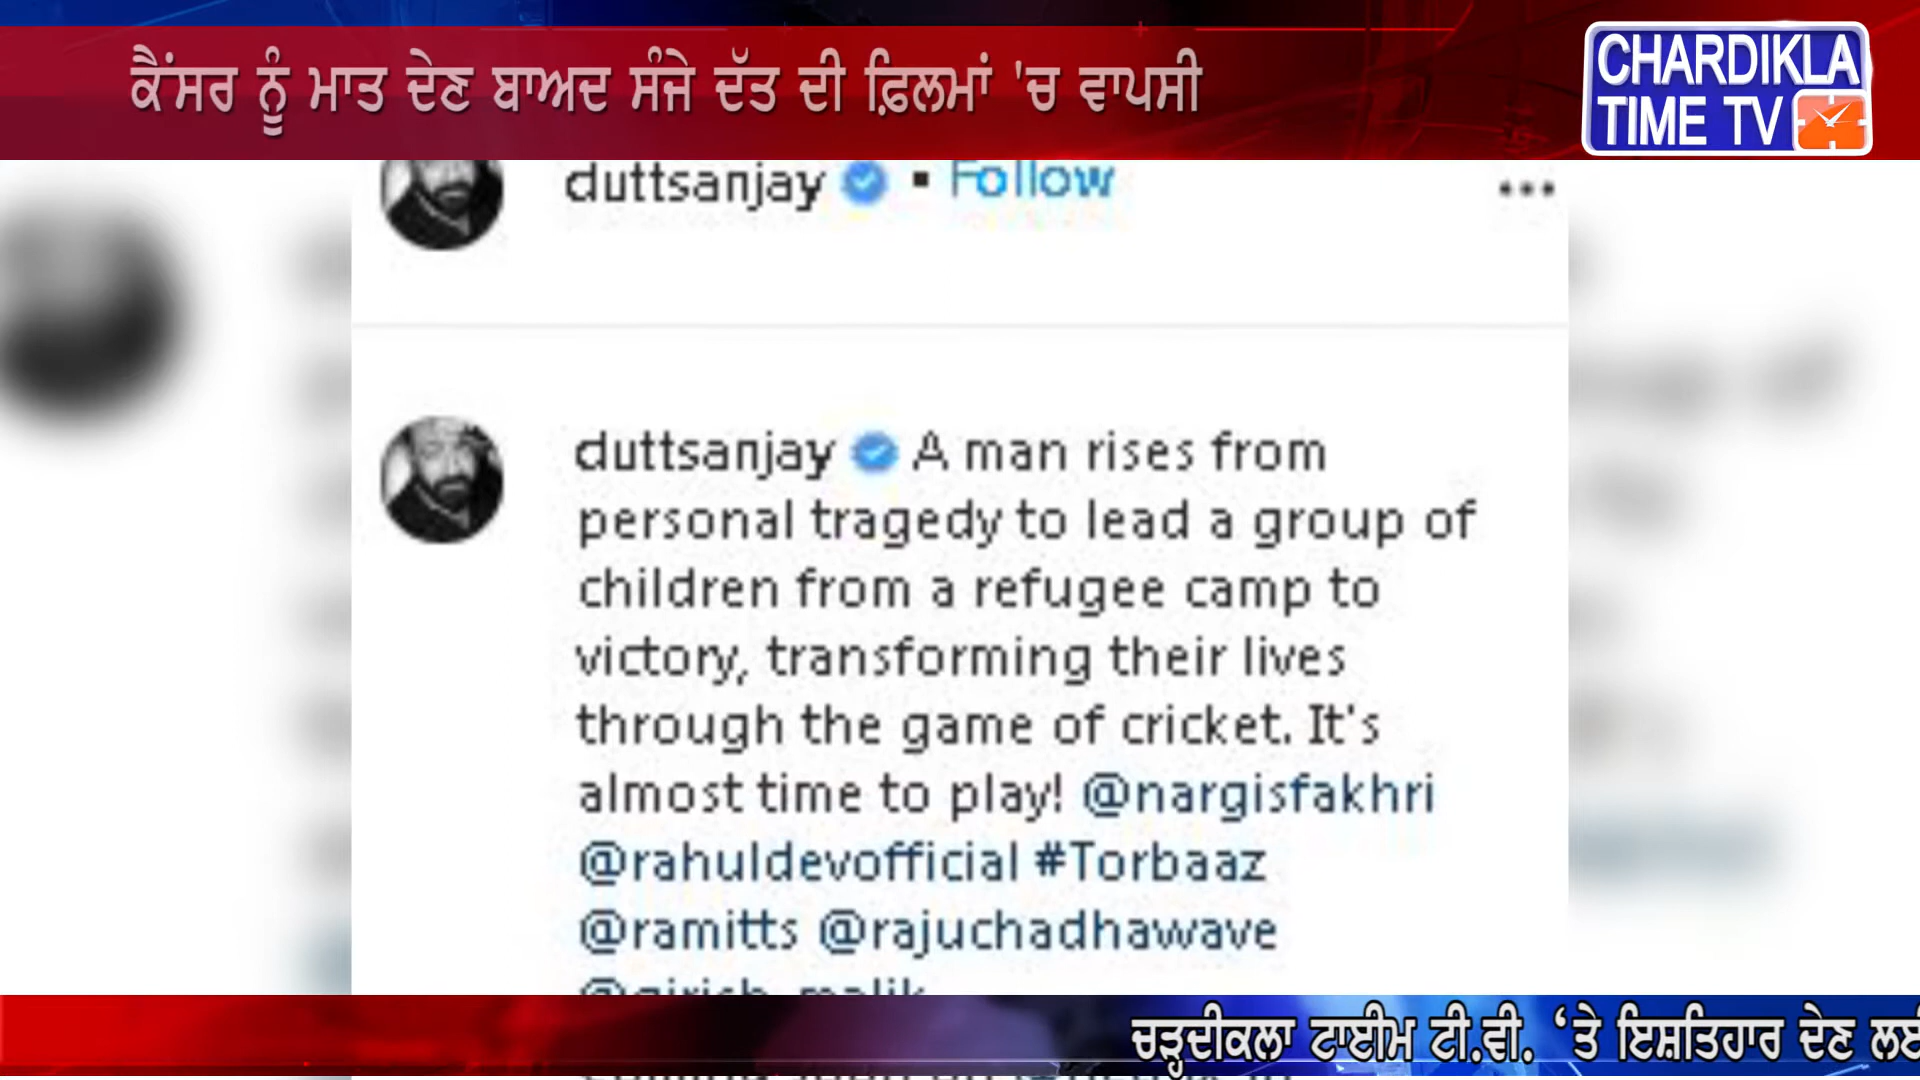 ਕੈਂਸਰ ਨੂੰ ਮਾਤ ਦੇਣ ਬਾਅਦ ਸੰਜੇ ਦੱਤ ਦੀ ਫ਼ਿਲਮਾਂ 'ਚ ਵਾਪਸੀ
CHARDIKLA
TIME TV
duttsanjay • Follow
duttsanjay A man rises from
personal tragedy to lead a group of
children from a refugee camp to
victory, transforming their lives
through the game of cricket. It's
almost time to play! @nargisfakhri
@rahuldevofficial #Torbaaz
@ramitts @rajuchadhawave
@girish_malik
ਚੜ੍ਹਦੀਕਲਾ ਟਾਈਮ ਟੀ.ਵੀ. ‘ਤੇ ਇਸ਼ਤਿਹਾਰ ਦੇਣ ਲਈ